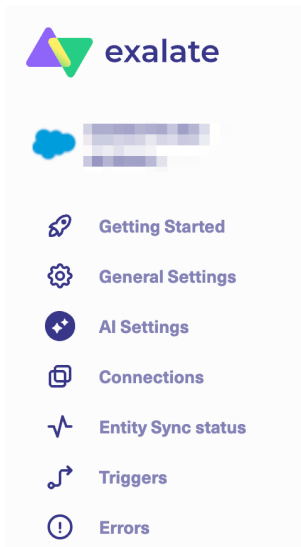 exalate
Getting Started
General Settings
AI Settings
Connections
Entity Sync status
Triggers
Errors